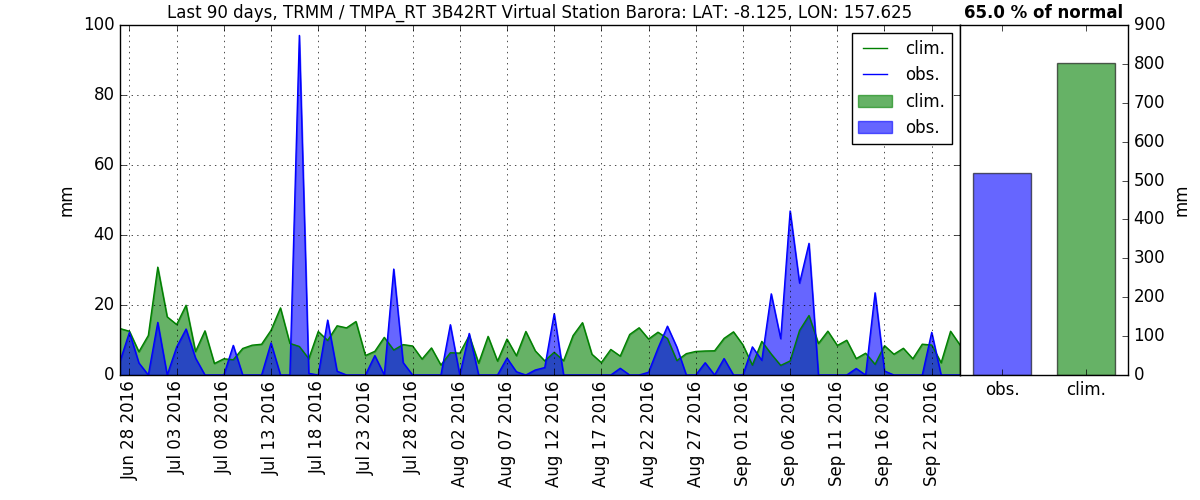 Last 90 days, TRMM / TMPA_RT 3B42RT Virtual Station Barora: LAT: -8.125, LON: 157.625
65.0 % of normal
100
80
60
40
20
0
mm
clim.
obs.
clim.
obs.
Jun 28 2016
Jul 03 2016
Jul 08 2016
Jul 13 2016
Jul 18 2016
Jul 23 2016
Jul 28 2016
Aug 02 2016
Aug 07 2016
Aug 12 2016
Aug 17 2016
Aug 22 2016
Aug 27 2016
Sep 01 2016
Sep 06 2016
Sep 11 2016
Sep 16 2016
Sep 21 2016
900
800
700
600
500
400
300
200
100
0
mm
obs.
clim.